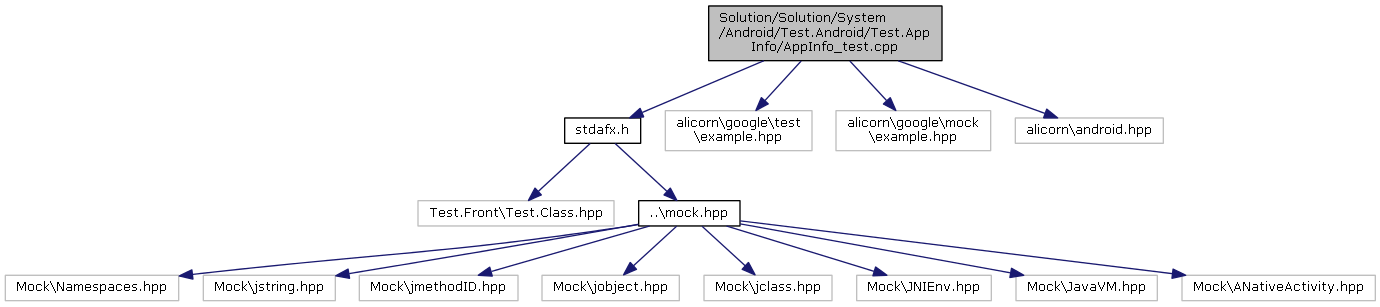 Solution/Solution/System
/Android/Test.Android/Test.App
Info/AppInfo_test.cpp
stdafx.h
alicorn\google\test
\example.hpp
alicorn\google\mock
\example.hpp
alicorn\android.hpp
Test.Front\Test.Class.hpp
..\mock.hpp
Mock\Namespaces.hpp
Mock\jstring.hpp
Mock\jmethodID.hpp
Mock\jobject.hpp
Mock\jclass.hpp
Mock\JNIEnv.hpp
Mock\JavaVM.hpp
Mock\ANativeActivity.hpp